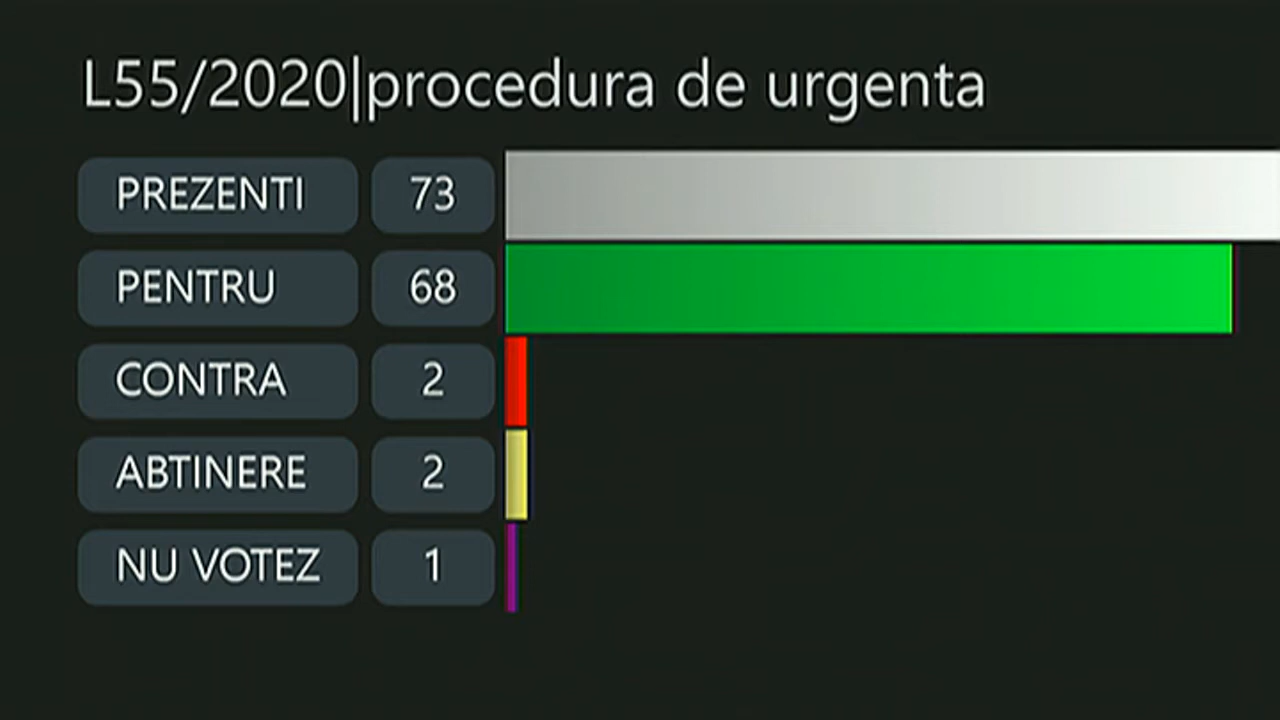 L55/2020|procedura de urgenta
PREZENTI 73
PENTRU 68
CONTRA 2
ABTINERE 2
NU VOTEZ 1